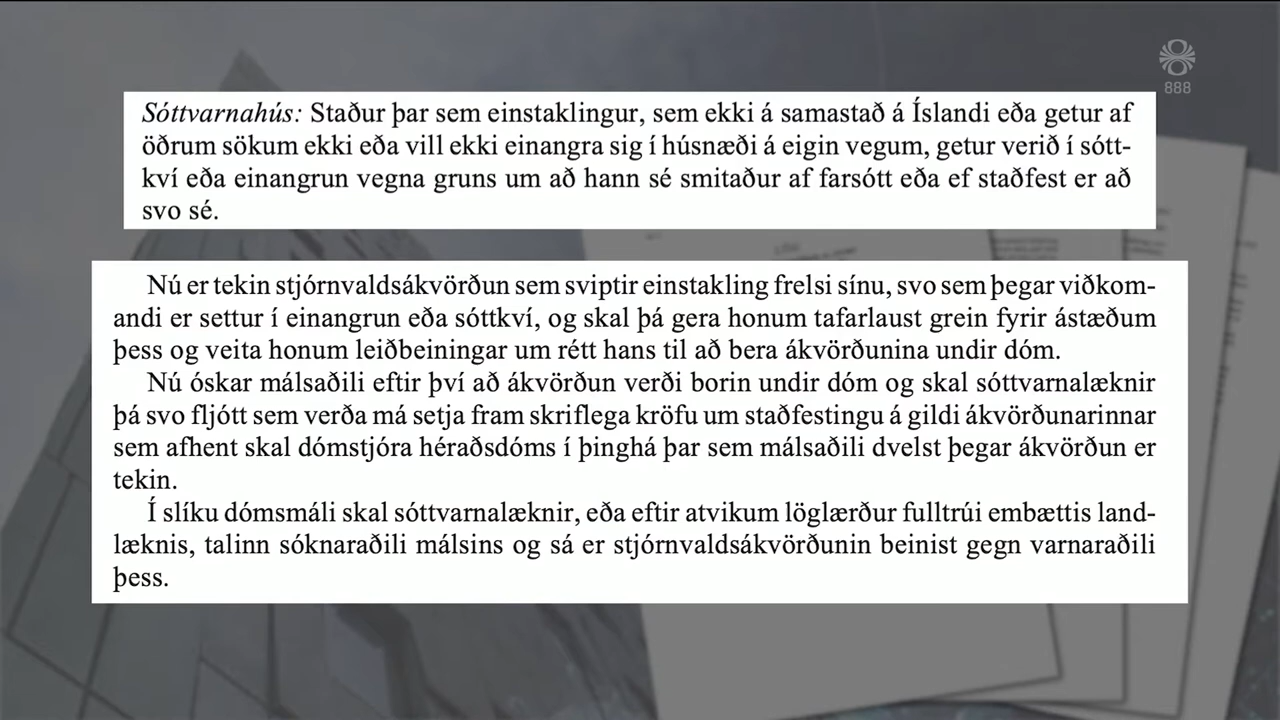 888
Sóttvarnahús: Staður þar sem einstaklingur, sem ekki á samastað á Íslandi eða getur af
öðrum sökum ekki eða vill ekki einangra sig í húsnæði á eigin vegum, getur verið í sótt-
kví eða einangrun vegna gruns um að hann sé smitaður af farsótt eða ef staðfest er að
svo sé.
Nú er tekin stjórnvaldsákvörðun sem sviptir einstakling frelsi sínu, svo sem þegar viðkom-
andi er settur í einangrun eða sóttkví, og skal þá gera honum tafarlaust grein fyrir ástæðum
þess og veita honum leiðbeiningar um rétt hans til að bera ákvörðunina undir dóm.
Nú óskar málsaðili eftir því að ákvörðun verði borin undir dóm og skal sóttvarnalæknir
þá svo fljótt sem verða má setja fram skriflega kröfu um staðfestingu á gildi ákvörðunarinnar
sem afhent skal dómstjóra héraðsdóms í þinghá þar sem málsaðili dvelst þegar ákvörðun er
tekin.
Í slíku dómsmáli skal sóttvarnalæknir, eða eftir atvikum löglærður fulltrúi embættis land-
læknis, talinn sóknaraðili málsins og sá er stjórnvaldsákvörðunin beinist gegn varnaraðili
þess.